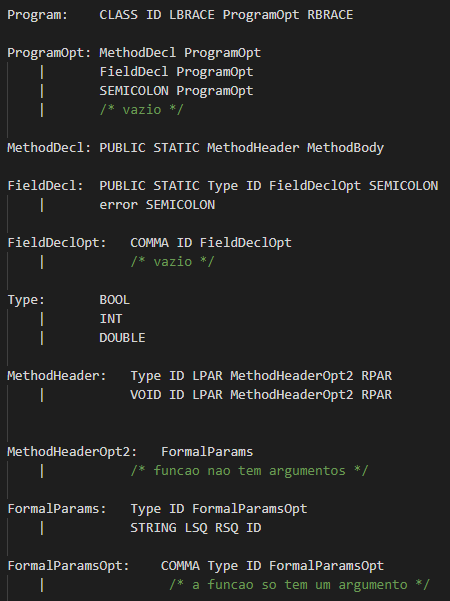 Program: CLASS ID LBRACE ProgramOpt RBRACE
ProgramOpt: MethodDecl ProgramOpt
| FieldDecl ProgramOpt
| SEMICOLON ProgramOpt
| /* vazio */
MethodDecl: PUBLIC STATIC MethodHeader MethodBody
FieldDecl: PUBLIC STATIC Type ID FieldDeclOpt SEMICOLON
| error SEMICOLON
FieldDeclOpt: COMMA ID FieldDeclOpt
| /* vazio */
Type: BOOL
| INT
| DOUBLE
MethodHeader: Type ID LPAR MethodHeaderOpt2 RPAR
| VOID ID LPAR MethodHeaderOpt2 RPAR
MethodHeaderOpt2: FormalParams
| /* funcao nao tem argumentos */
FormalParams: Type ID FormalParamsOpt
| STRING LSQ RSQ ID
FormalParamsOpt: COMMA Type ID FormalParamsOpt
| /* a funcao so tem um argumento */